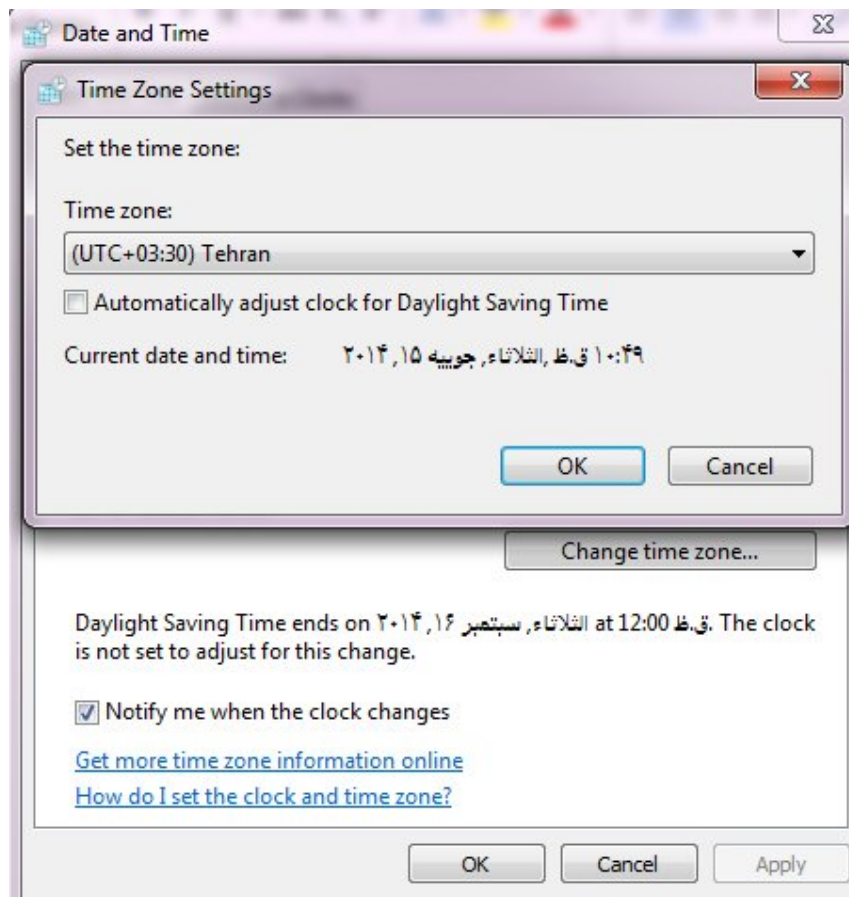 Date and Time
Time Zone Settings
Set the time zone:
Time zone:
(UTC+03:30) Tehran
Automatically adjust clock for Daylight Saving Time
Current date and time: ۱۰:۴۹ ق.ظ ,الثلاثاء, جوييه ۱۵, ۲۰۱۴
OK Cancel
Change time zone...
Daylight Saving Time ends on الثلاثاء, سبتمبر ۱۶, ۲۰۱۴ at 12:00 ق.ظ. The clock
is not set to adjust for this change.
Notify me when the clock changes
Get more time zone information online
How do I set the clock and time zone?
OK Cancel Apply